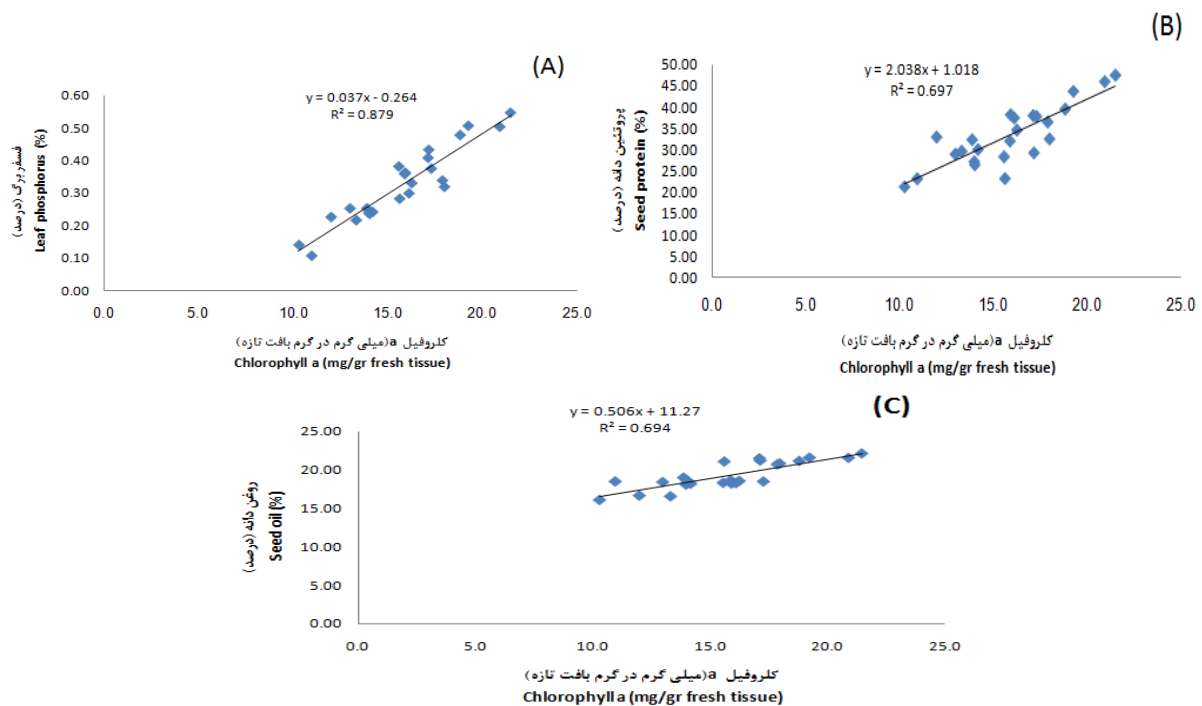 (A)
y = 0.037x - 0.264
R² = 0.879
0.60
0.50
0.40
0.30
0.20
0.10
0.00
فسفر برگ (درصد)
Leaf phosphorus (%)
0.0 5.0 10.0 15.0 20.0 25.0
کلروفیل a(میلی گرم در گرم بافت تازه)
Chlorophyll a (mg/gr fresh tissue)
(B)
y = 2.038x + 1.018
R² = 0.697
50.00
45.00
40.00
35.00
30.00
25.00
20.00
15.00
10.00
5.00
0.00
پروتئین دانه (درصد)
Seed protein (%)
0.0 5.0 10.0 15.0 20.0 25.0
کلروفیل a(میلی گرم در گرم بافت تازه)
Chlorophyll a (mg/gr fresh tissue)
(C)
y = 0.506x + 11.27
R² = 0.694
25.00
20.00
15.00
10.00
5.00
0.00
روغن دانه (درصد)
Seed oil (%)
0.0 5.0 10.0 15.0 20.0 25.0
کلروفیل a(میلی گرم در گرم بافت تازه)
Chlorophyll a (mg/gr fresh tissue)